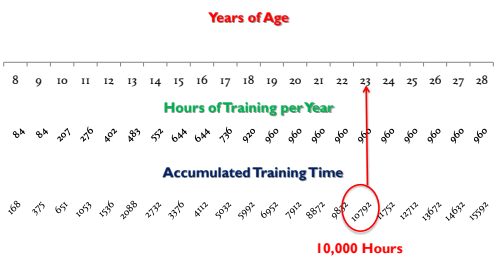 Years of Age
8 9 10 11 12 13 14 15 16 17 18 19 20 21 22 23 24 25 26 27 28
Hours of Training per Year
84 84 207 276 402 483 552 644 644 736 920 960 960 960 960 960 960 960 960 960 960
Accumulated Training Time
168 375 651 1053 1536 2088 2732 3376 4112 5032 5992 6952 7912 8872 9832 10792 11752 12712 13672 14632 15592
10,000 Hours